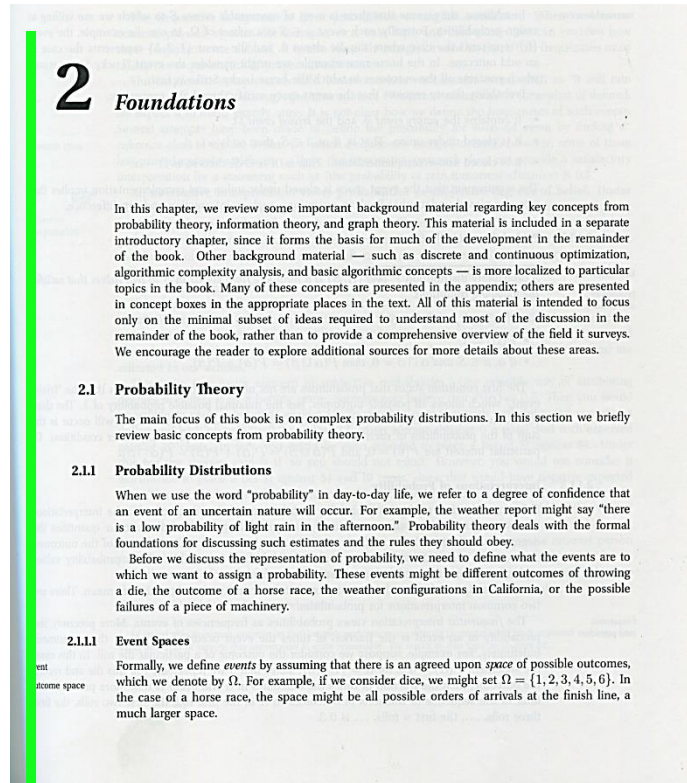 2 Foundations
In this chapter, we review some important background material regarding key concepts from
probability theory, information theory, and graph theory. This material is included in a separate
introductory chapter, since it forms the basis for much of the development in the remainder
of the book. Other background material — such as discrete and continuous optimization,
algorithmic complexity analysis, and basic algorithmic concepts — is more localized to particular
topics in the book. Many of these concepts are presented in the appendix; others are presented
in concept boxes in the appropriate places in the text. All of this material is intended to focus
only on the minimal subset of ideas required to understand most of the discussion in the
remainder of the book, rather than to provide a comprehensive overview of the field it surveys.
We encourage the reader to explore additional sources for more details about these areas.
2.1 Probability Theory
The main focus of this book is on complex probability distributions. In this section we briefly
review basic concepts from probability theory.
2.1.1 Probability Distributions
When we use the word "probability" in day-to-day life, we refer to a degree of confidence that
an event of an uncertain nature will occur. For example, the weather report might say "there
is a low probability of light rain in the afternoon." Probability theory deals with the formal
foundations for discussing such estimates and the rules they should obey.
Before we discuss the representation of probability, we need to define what the events are to
which we want to assign a probability. These events might be different outcomes of throwing
a die, the outcome of a horse race, the weather configurations in California, or the possible
failures of a piece of machinery.
2.1.1.1 Event Spaces
ent
tcome space
Formally, we define events by assuming that there is an agreed upon space of possible outcomes,
which we denote by Ω. For example, if we consider dice, we might set Ω = {1, 2, 3, 4, 5, 6}. In
the case of a horse race, the space might be all possible orders of arrivals at the finish line, a
much larger space.